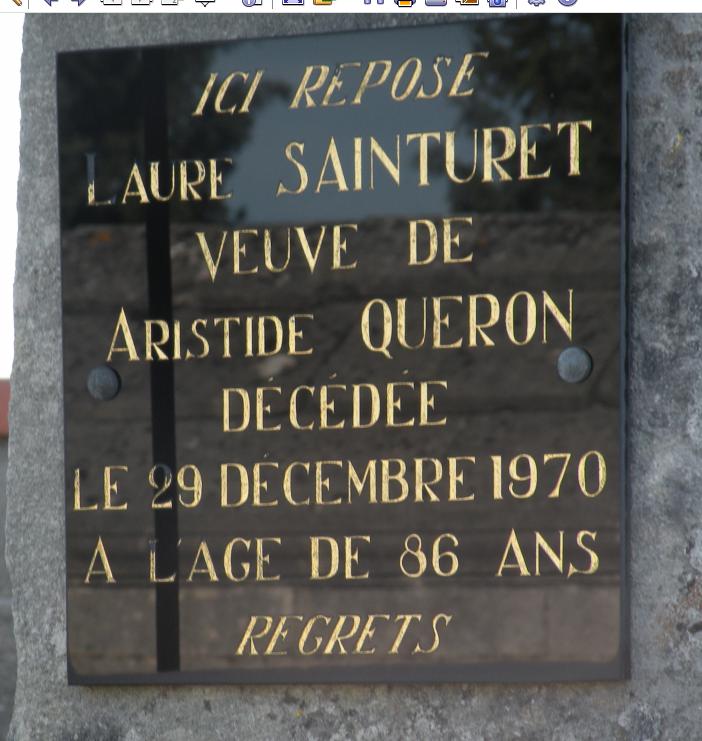 ICI REPOSE
LAURE SAINTURET
VEUVE DE
ARISTIDE QUERON
DÉCÉDÉE
LE 29 DÉCEMBRE 1970
A L'AGE DE 86 ANS
REGRETS